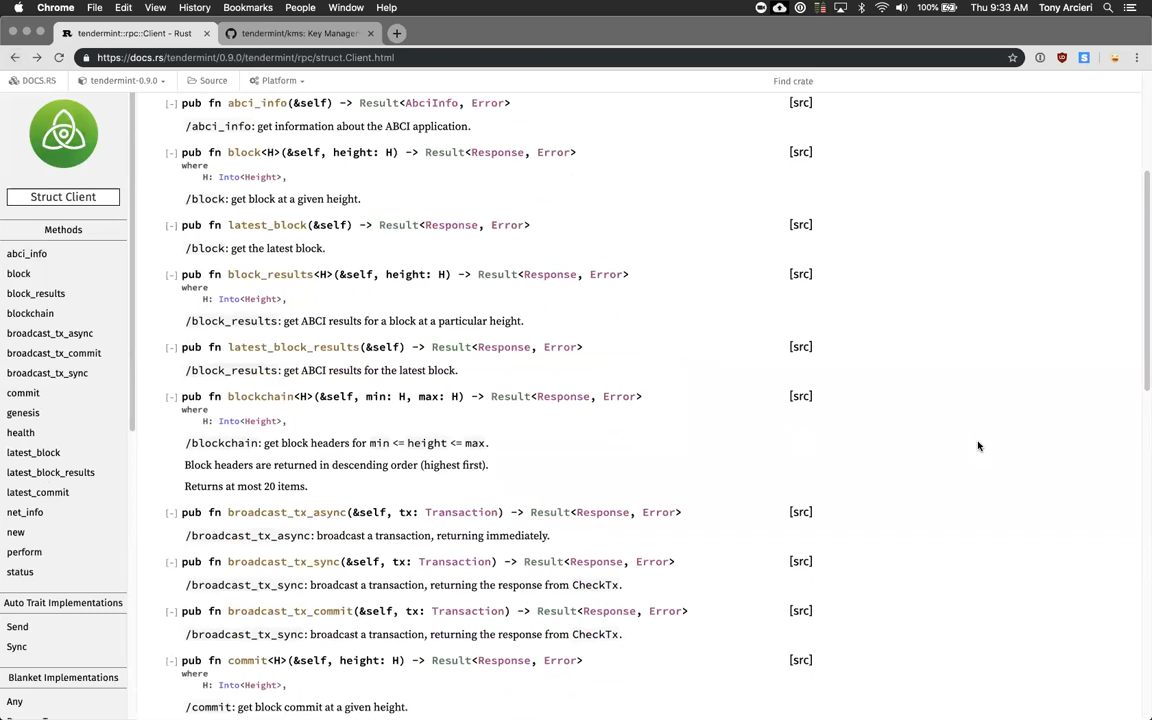 Chrome File Edit View History Bookmarks People Window Help 100% Thu 9:33 AM Tony Arcieri
tendermint::rpc::Client - Rust
tendermint/kms: Key Manager
https://docs.rs/tendermint/0.9.0/tendermint/rpc/struct.Client.html
DOCS.RS tendermint-0.9.0 Source Platform Find crate
Struct Client
Methods
abci_info
block
block_results
blockchain
broadcast_tx_async
broadcast_tx_commit
broadcast_tx_sync
commit
genesis
health
latest_block
latest_block_results
latest_commit
net_info
new
perform
status
Auto Trait Implementations
Send
Sync
Blanket Implementations
Any
[-] pub fn abci_info(&self) -> Result<AbciInfo, Error> [src]
/abci_info: get information about the ABCI application.
[-] pub fn block<H>(&self, height: H) -> Result<Response, Error> [src]
where
H: Into<Height>,
/block: get block at a given height.
[-] pub fn latest_block(&self) -> Result<Response, Error> [src]
/block: get the latest block.
[-] pub fn block_results<H>(&self, height: H) -> Result<Response, Error> [src]
where
H: Into<Height>,
/block_results: get ABCI results for a block at a particular height.
[-] pub fn latest_block_results(&self) -> Result<Response, Error> [src]
/block_results: get ABCI results for the latest block.
[-] pub fn blockchain<H>(&self, min: H, max: H) -> Result<Response, Error> [src]
where
H: Into<Height>,
/blockchain: get block headers for min <= height <= max.
Block headers are returned in descending order (highest first).
Returns at most 20 items.
[-] pub fn broadcast_tx_async(&self, tx: Transaction) -> Result<Response, Error> [src]
/broadcast_tx_async: broadcast a transaction, returning immediately.
[-] pub fn broadcast_tx_sync(&self, tx: Transaction) -> Result<Response, Error> [src]
/broadcast_tx_sync: broadcast a transaction, returning the response from CheckTx.
[-] pub fn broadcast_tx_commit(&self, tx: Transaction) -> Result<Response, Error> [src]
/broadcast_tx_sync: broadcast a transaction, returning the response from CheckTx.
[-] pub fn commit<H>(&self, height: H) -> Result<Response, Error> [src]
where
H: Into<Height>,
/commit: get block commit at a given height.